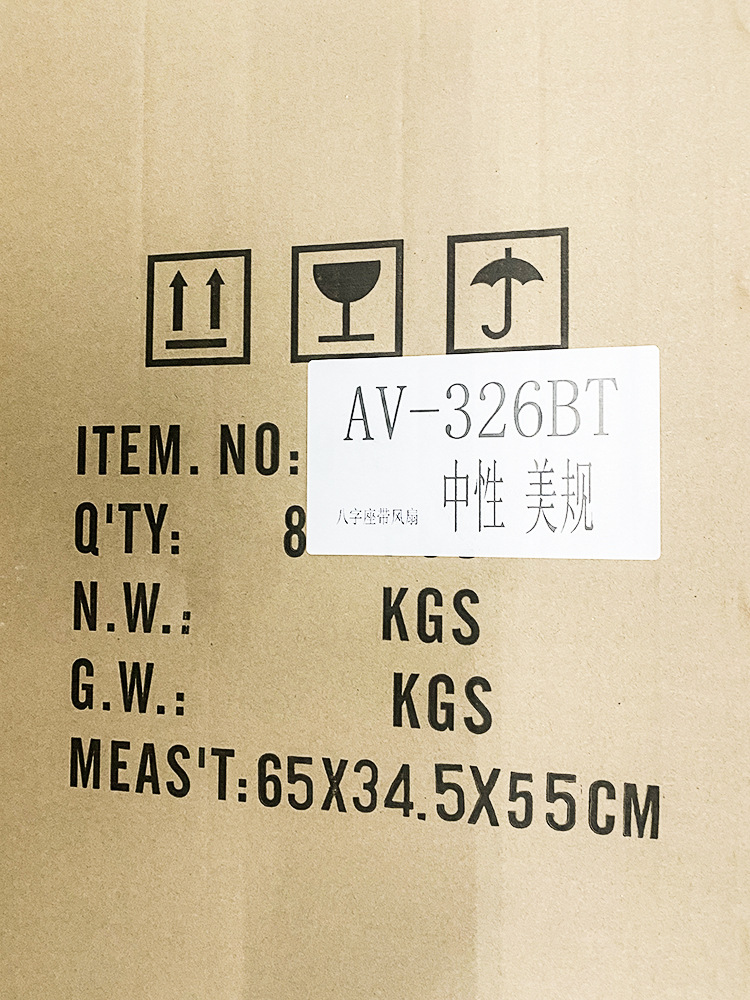 AV-326BT
中性 美规
八字座带风扇
ITEM. NO:
Q'TY: 8
N.W.: KGS
G.W.: KGS
MEAS'T:65X34.5X55CM